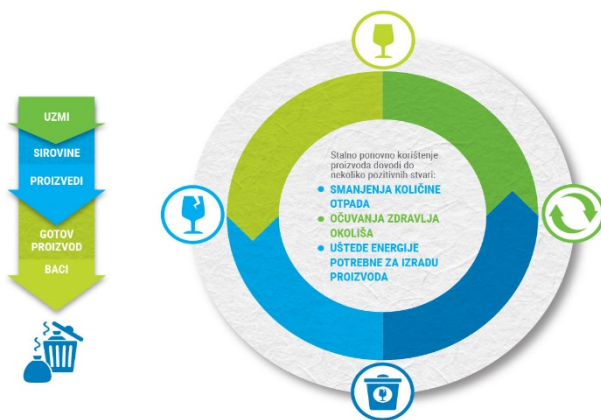 UZMI
SIROVINE
PROIZVEDI
GOTOV
PROIZVOD
BACI
Stalno ponovno korištenje
proizvoda dovodi do
nekoliko pozitivnih stvari:
SMANJENJA KOLIČINE
OTPADA
OČUVANJA ZDRAVLJA
OKOLIŠA
UŠTEDE ENERGIJE
POTREBNE ZA IZRADU
PROIZVODA